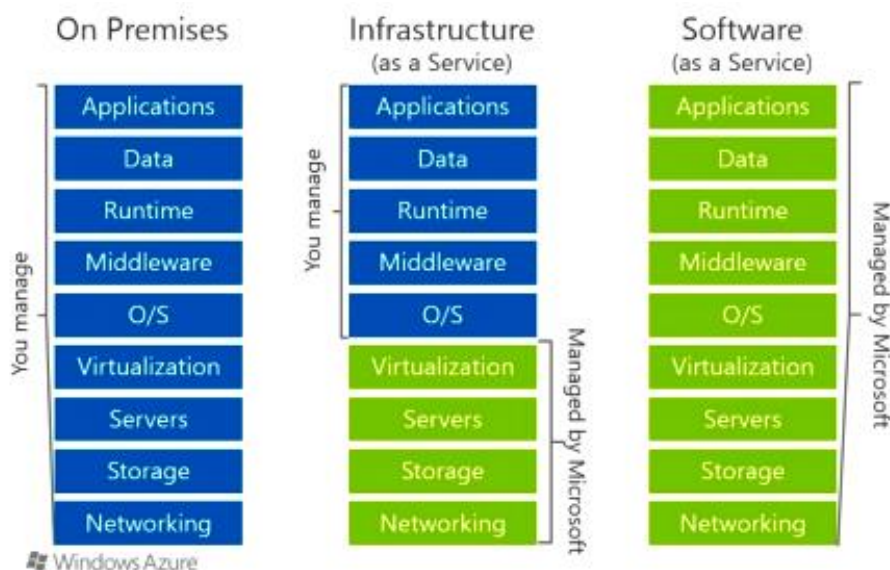 On Premises
You manage
Applications
Data
Runtime
Middleware
O/S
Virtualization
Servers
Storage
Networking
Infrastructure
(as a Service)
You manage
Applications
Data
Runtime
Middleware
O/S
Virtualization
Servers
Storage
Networking
Managed by Microsoft
Software
(as a Service)
Applications
Data
Runtime
Middleware
O/S
Virtualization
Servers
Storage
Networking
Managed by Microsoft
Windows Azure